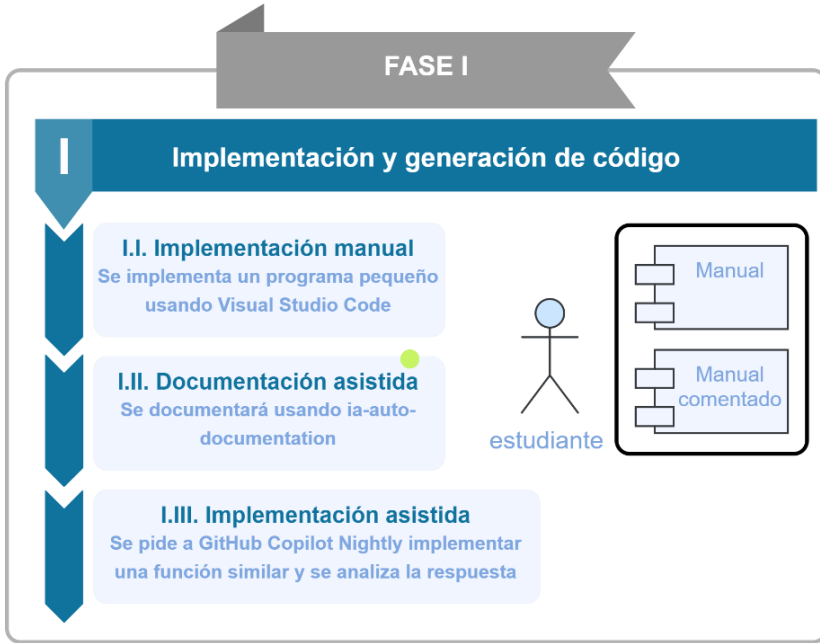 FASE I
I
Implementación y generación de código
I.I. Implementación manual
Se implementa un programa pequeño
usando Visual Studio Code
I.II. Documentación asistida
Se documentará usando ia-auto-
documentation
I.III. Implementación asistida
Se pide a GitHub Copilot Nightly implementar
una función similar y se analiza la respuesta
estudiante
Manual
Manual
comentado